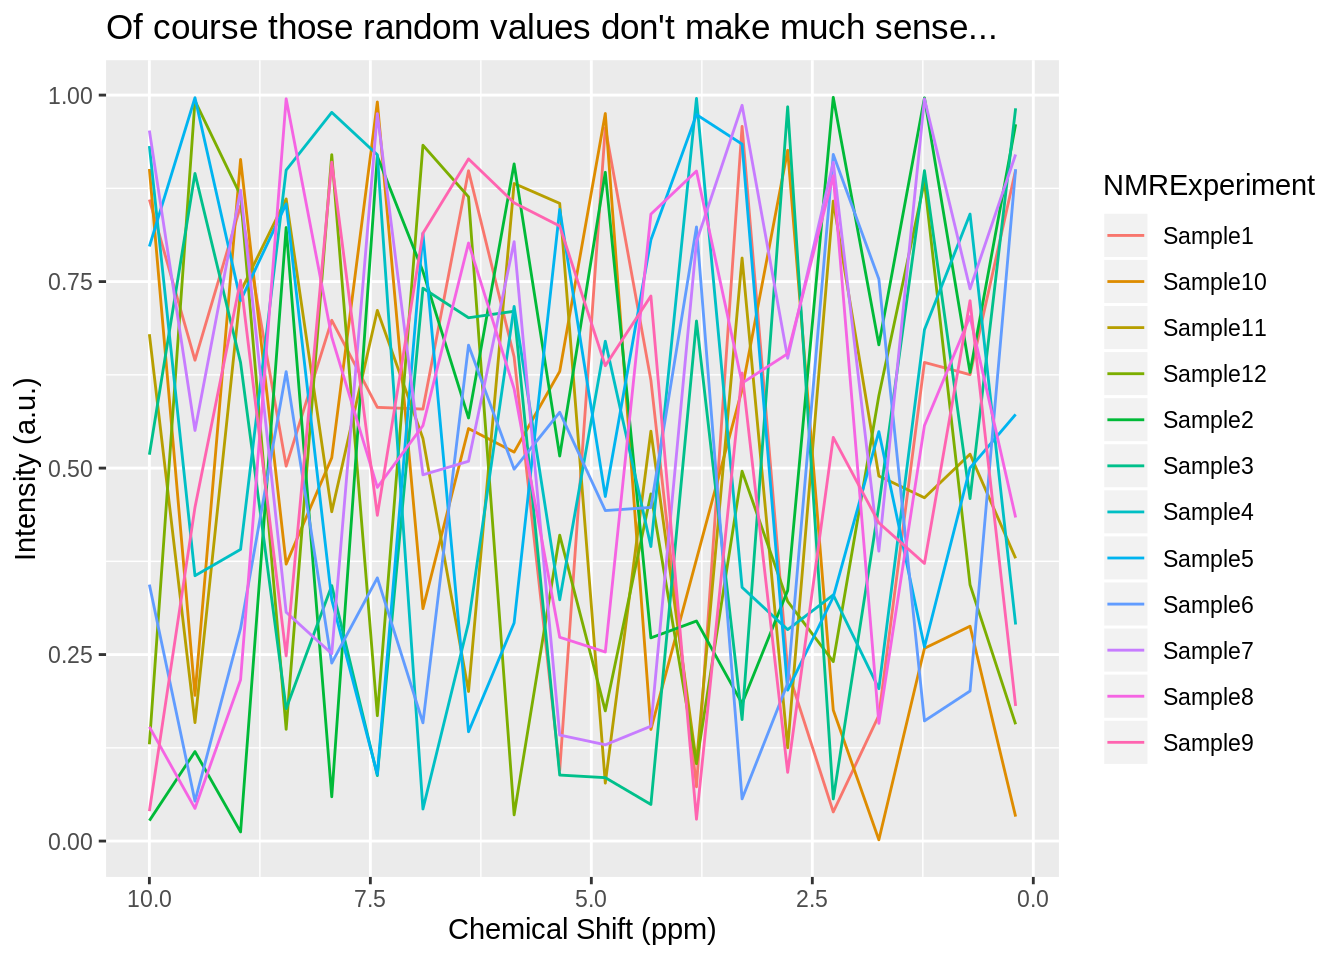 Of course those random values don't make much sense...
Intensity (a.u.)
1.00
0.75
0.50
0.25
0.00
10.0 7.5 5.0 2.5 0.0
Chemical Shift (ppm)
NMRExperiment
Sample1
Sample10
Sample11
Sample12
Sample2
Sample3
Sample4
Sample5
Sample6
Sample7
Sample8
Sample9